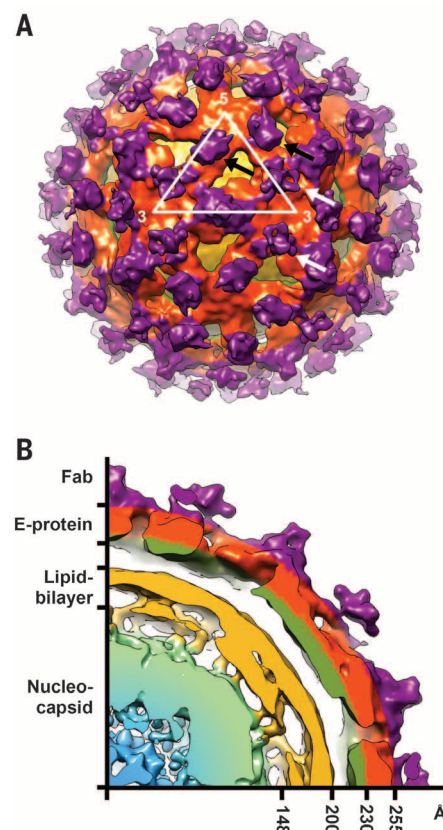 A
5
3
3
B
Fab
E-protein
Lipid-
bilayer
Nucleo-
capsid
148
200
230
255